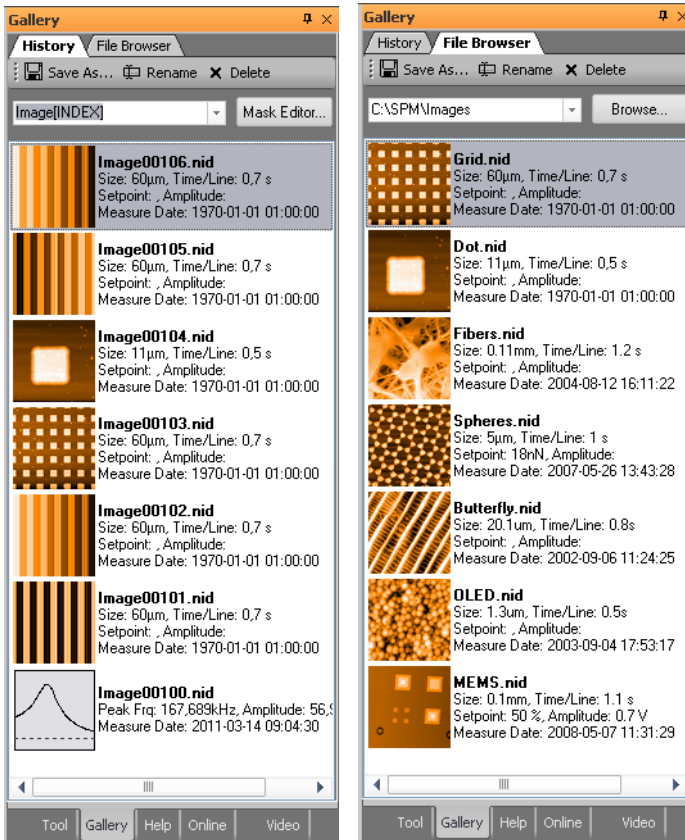 Gallery
History File Browser
Save As... Rename Delete
Image[INDEX] Mask Editor...
Image00106.nid
Size: 60µm, Time/Line: 0,7 s
Setpoint: , Amplitude:
Measure Date: 1970-01-01 01:00:00
Image00105.nid
Size: 60µm, Time/Line: 0,7 s
Setpoint: , Amplitude:
Measure Date: 1970-01-01 01:00:00
Image00104.nid
Size: 11µm, Time/Line: 0,5 s
Setpoint: , Amplitude:
Measure Date: 1970-01-01 01:00:00
Image00103.nid
Size: 60µm, Time/Line: 0,7 s
Setpoint: , Amplitude:
Measure Date: 1970-01-01 01:00:00
Image00102.nid
Size: 60µm, Time/Line: 0,7 s
Setpoint: , Amplitude:
Measure Date: 1970-01-01 01:00:00
Image00101.nid
Size: 60µm, Time/Line: 0,7 s
Setpoint: , Amplitude:
Measure Date: 1970-01-01 01:00:00
Image00100.nid
Peak Frq: 167,689kHz, Amplitude: 56,
Measure Date: 2011-03-14 09:04:30
Tool Gallery Help Online Video
Gallery
History File Browser
Save As... Rename Delete
C:\SPM\Images Browse...
Grid.nid
Size: 60µm, Time/Line: 0,7 s
Setpoint: , Amplitude:
Measure Date: 1970-01-01 01:00:00
Dot.nid
Size: 11µm, Time/Line: 0,5 s
Setpoint: , Amplitude:
Measure Date: 1970-01-01 01:00:00
Fibers.nid
Size: 0.11mm, Time/Line: 1.2 s
Setpoint: , Amplitude:
Measure Date: 2004-08-12 16:11:22
Spheres.nid
Size: 5µm, Time/Line: 1 s
Setpoint: 18nN, Amplitude:
Measure Date: 2007-05-26 13:43:28
Butterfly.nid
Size: 20.1um, Time/Line: 0.8s
Setpoint: , Amplitude:
Measure Date: 2002-09-06 11:24:25
OLED.nid
Size: 1.3um, Time/Line: 0.5s
Setpoint: , Amplitude:
Measure Date: 2003-09-04 17:53:17
MEMS.nid
Size: 0.1mm, Time/Line: 1.1 s
Setpoint: 50 %, Amplitude: 0.7 V
Measure Date: 2008-05-07 11:31:29
Tool Gallery Help Online Video